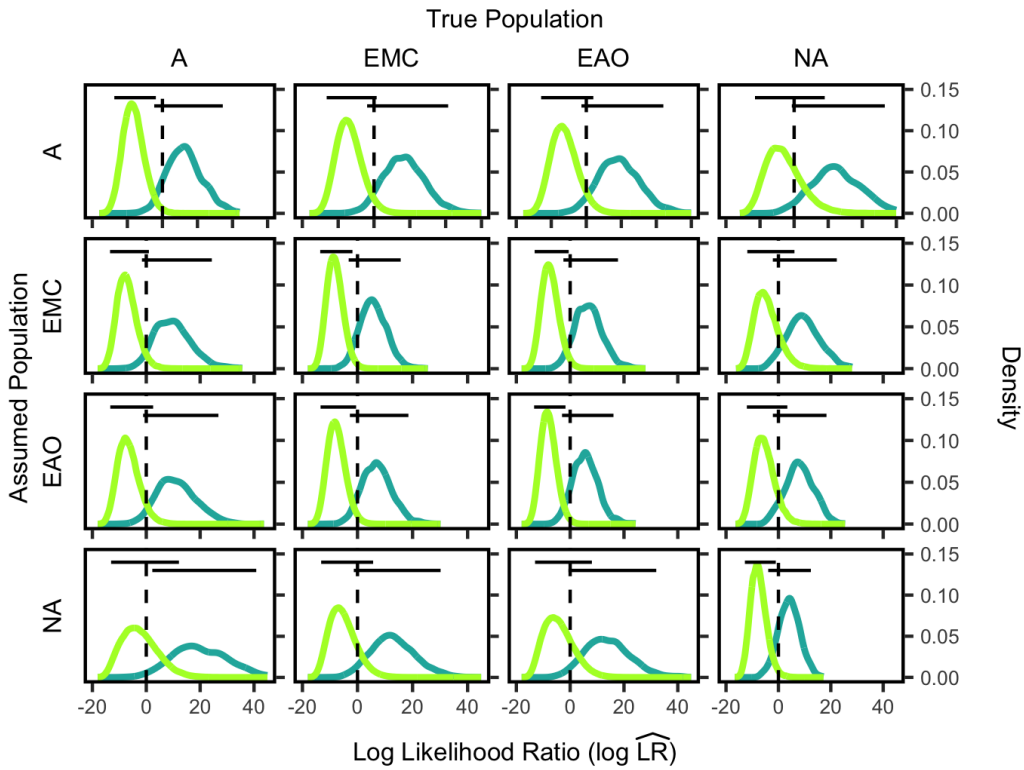 True Population
A EMC EAO NA
Assumed Population
Density
A
0.15
0.10
0.05
0.00
EMC
0.15
0.10
0.05
0.00
EAO
0.15
0.10
0.05
0.00
NA
0.15
0.10
0.05
0.00
-20 0 20 40 -20 0 20 40 -20 0 20 40 -20 0 20 40
Log Likelihood Ratio (log L̂R̂)